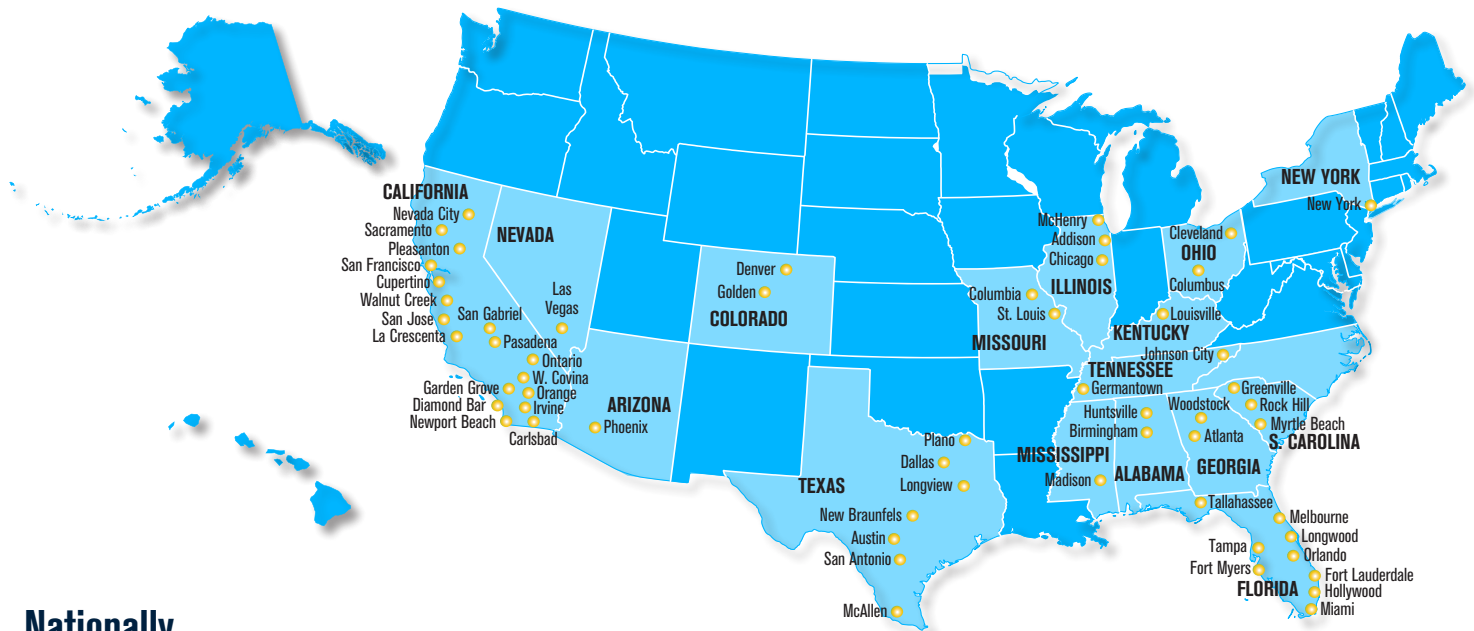 CALIFORNIA
Nevada City
Sacramento
Pleasanton
San Francisco
Cupertino
Walnut Creek
San Jose
La Crescenta
San Gabriel
Pasadena
Ontario
W. Covina
Garden Grove
Orange
Diamond Bar
Irvine
Newport Beach
Carlsbad
NEVADA
Las
Vegas
ARIZONA
Phoenix
COLORADO
Denver
Golden
TEXAS
Plano
Dallas
Longview
New Braunfels
Austin
San Antonio
McAllen
MISSOURI
Columbia
St. Louis
ILLINOIS
McHenry
Addison
Chicago
OHIO
Cleveland
Columbus
KENTUCKY
Louisville
TENNESSEE
Johnson City
Germantown
MISSISSIPPI
Madison
ALABAMA
Huntsville
Birmingham
GEORGIA
Woodstock
Atlanta
S. CAROLINA
Greenville
Rock Hill
Myrtle Beach
FLORIDA
Tallahassee
Melbourne
Longwood
Orlando
Tampa
Fort Myers
Fort Lauderdale
Hollywood
Miami
NEW YORK
New York
Nationally